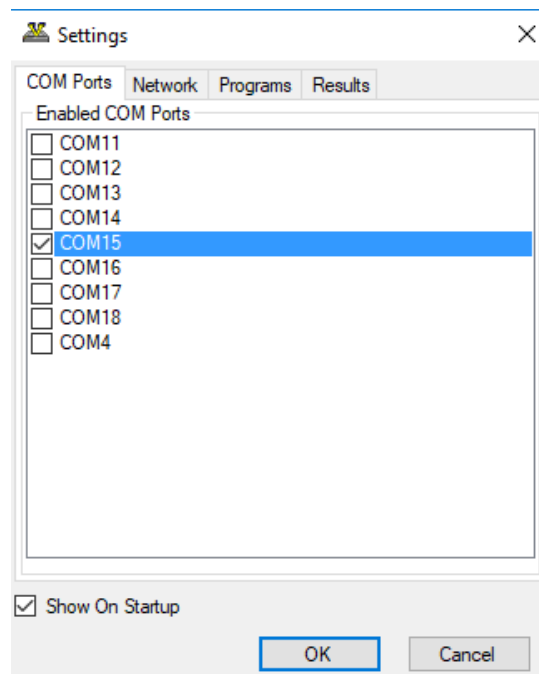 Settings
COM Ports Network Programs Results
Enabled COM Ports
COM11
COM12
COM13
COM14
COM15
COM16
COM17
COM18
COM4
Show On Startup
OK Cancel